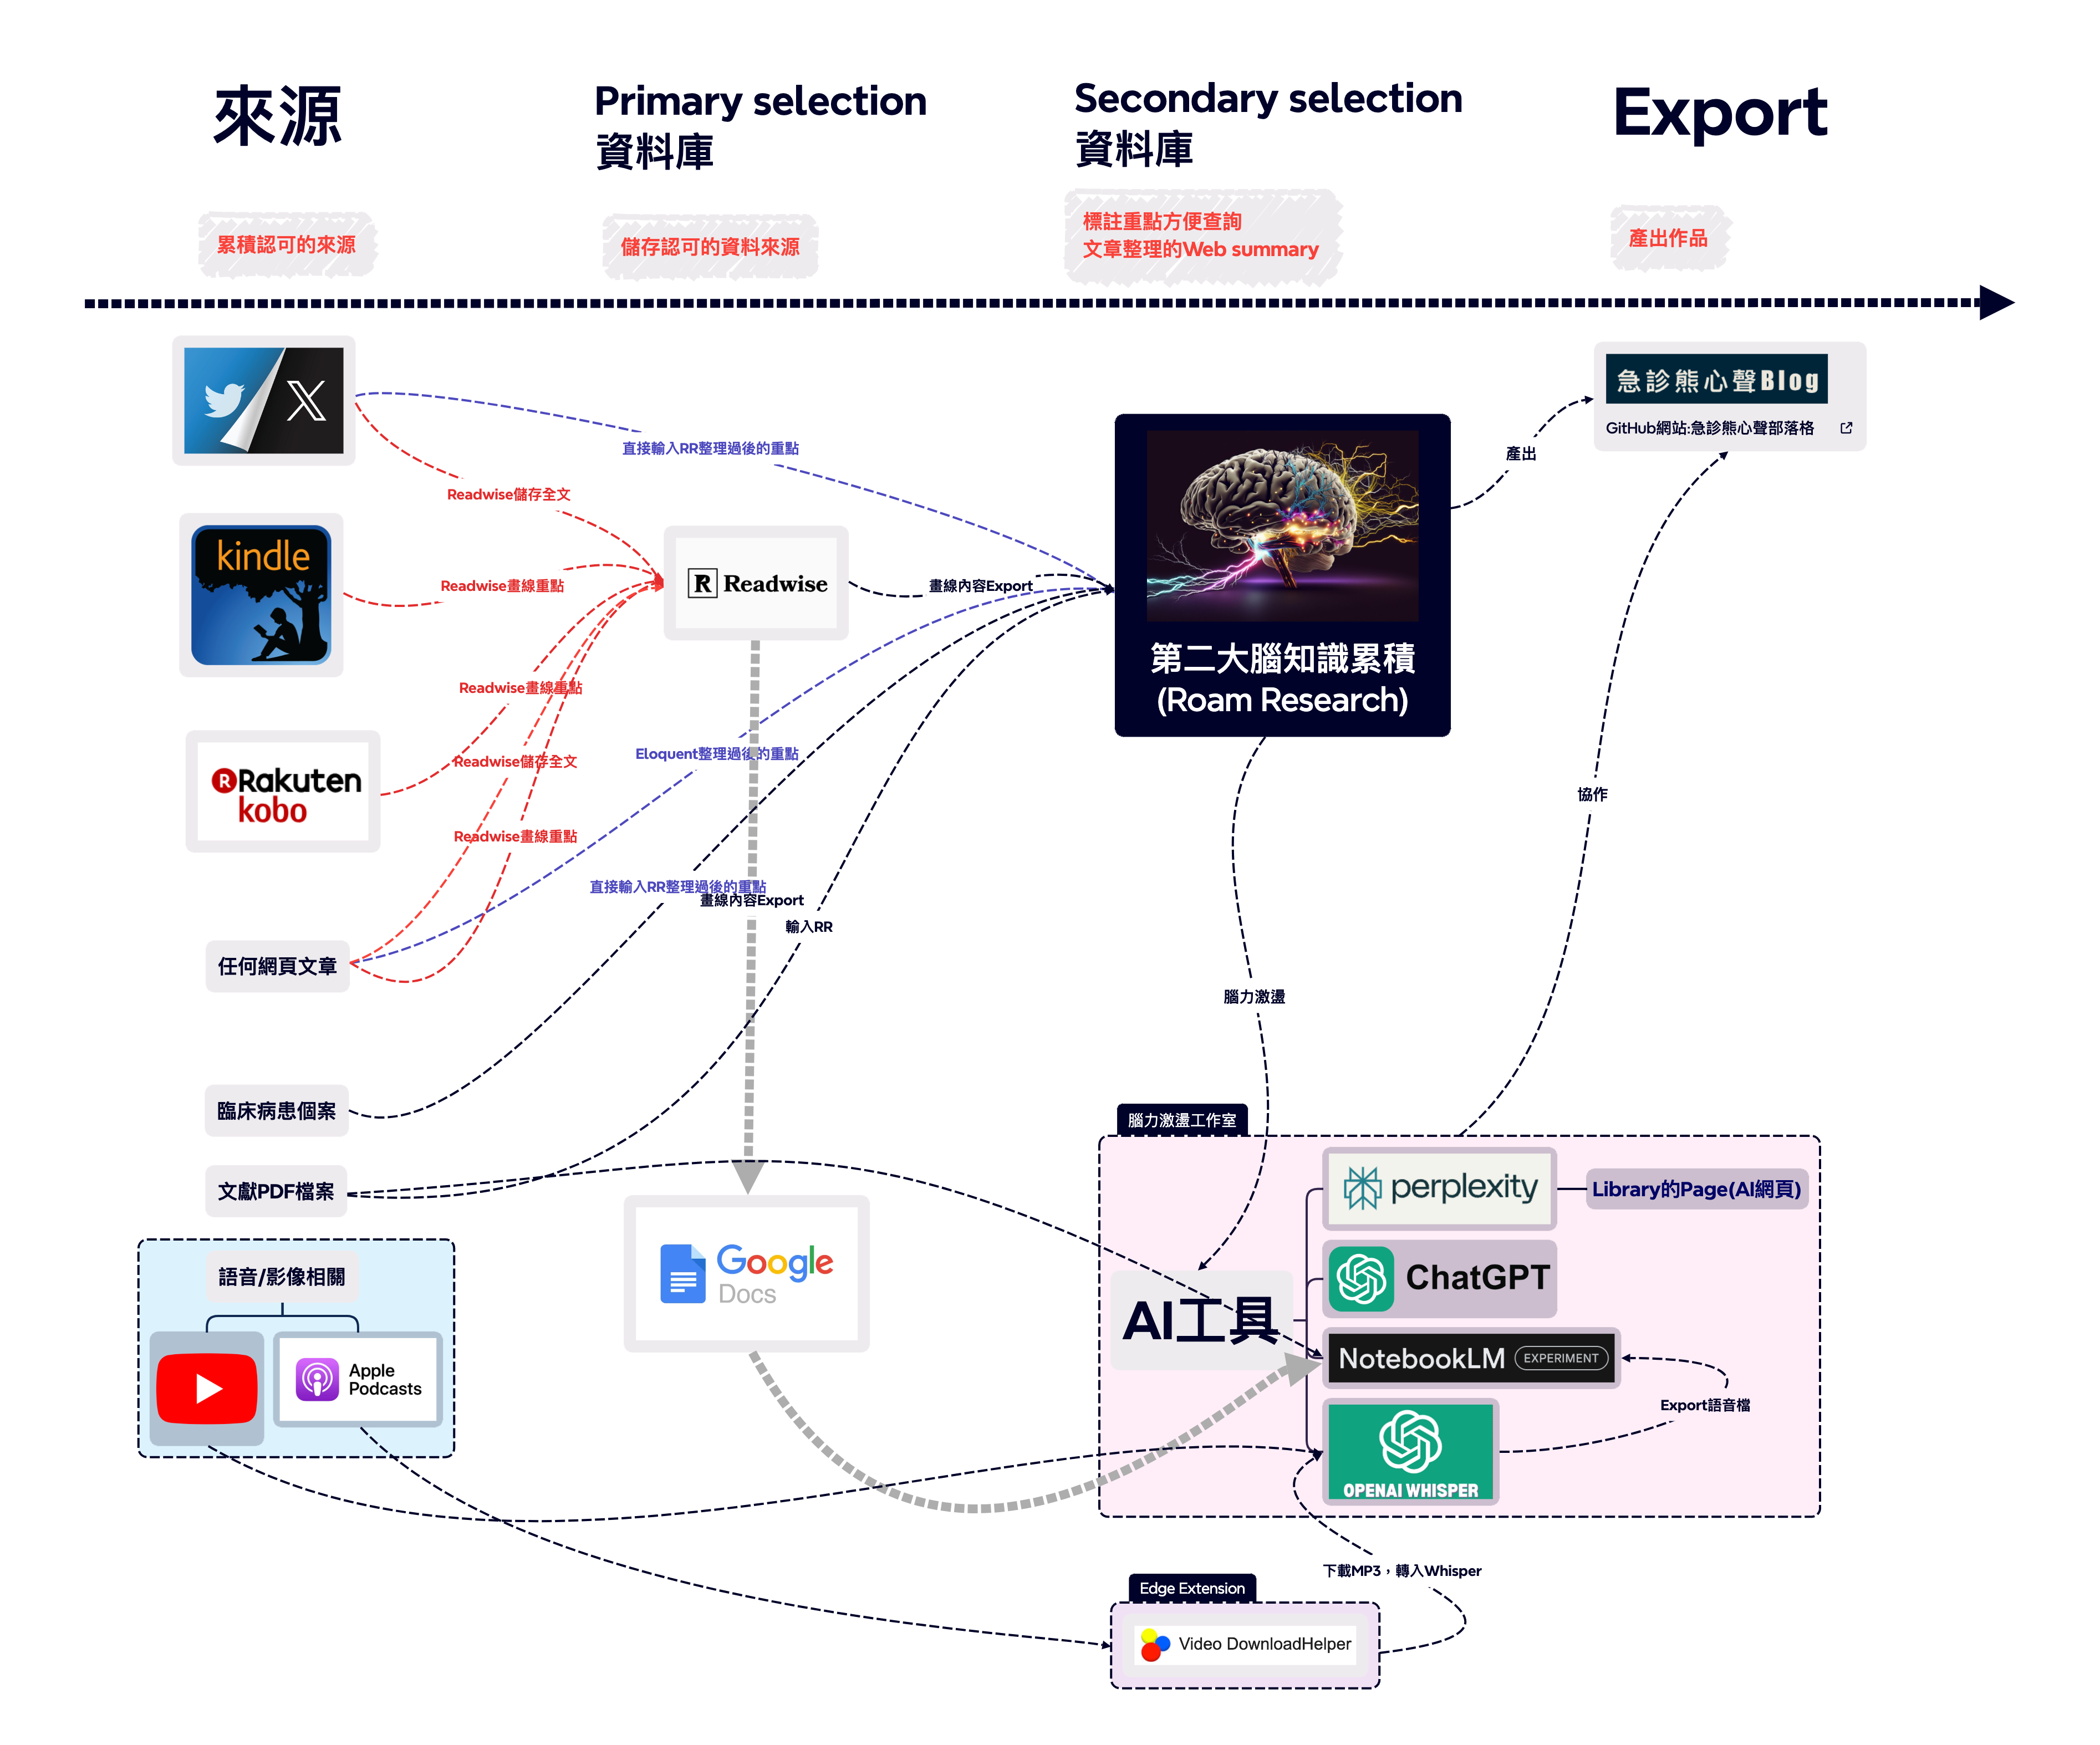 來源
Primary selection
資料庫
Secondary selection
資料庫
Export
累積認可的來源
儲存認可的資料來源
標註重點方便查詢
文章整理的Web summary
產出作品
急診熊心聲Blog
GitHub網站:急診熊心聲部落格
直接輸入RR整理過後的重點
產出
Readwise儲存全文
kindle
Readwise畫線重點
R Readwise
畫線內容Export
第二大腦知識累積
(Roam Research)
Readwise畫線重點
Eloquent整理過後的重點
Readwise儲存全文
R Rakuten
kobo
協作
Readwise畫線重點
直接輸入RR整理過後的重點
畫線內容Export
輸入RR
任何網頁文章
腦力激盪
臨床病患個案
腦力激盪工作室
文獻PDF檔案
perplexity
Library的Page(AI網頁)
Google
Docs
語音/影像相關
ChatGPT
AI工具
NotebookLM EXPERIMENT
Apple
Podcasts
Export語音檔
OPENAI WHISPER
下載MP3，轉入Whisper
Edge Extension
Video DownloadHelper